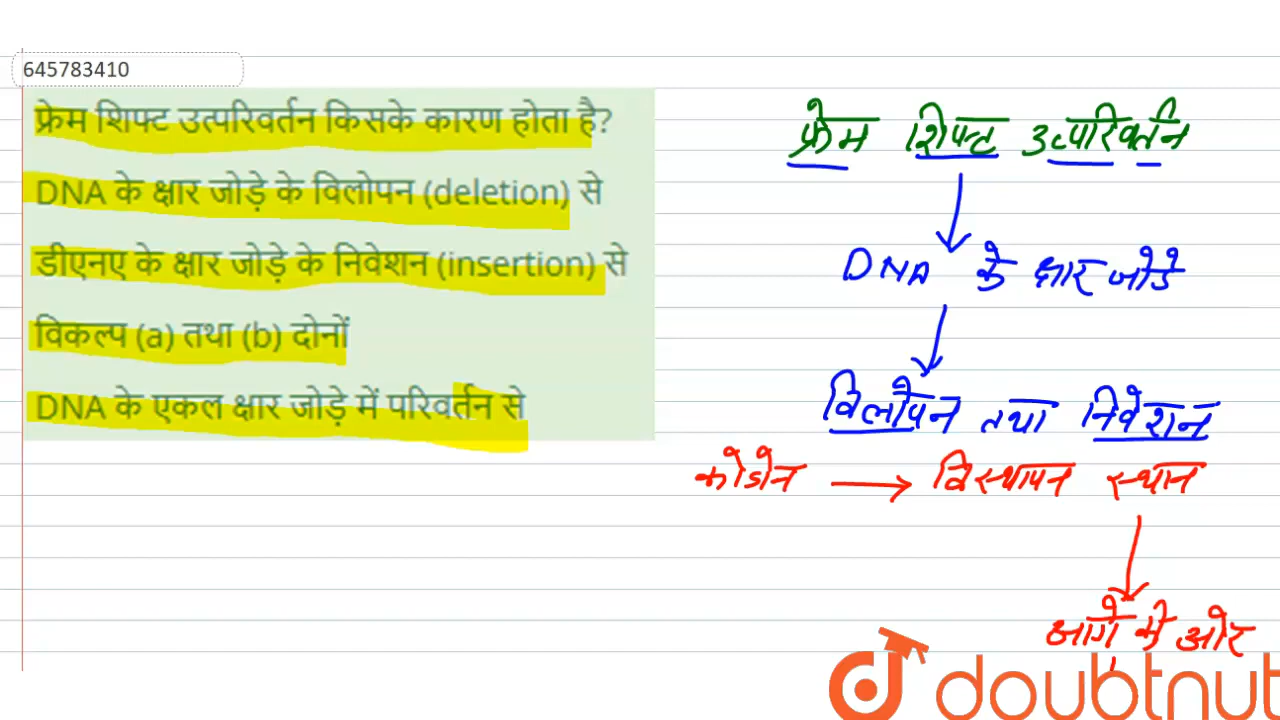 645783410
फ्रेम शिफ्ट उत्परिवर्तन किसके कारण होता है?
DNA के क्षार जोड़े के विलोपन (deletion) से
डीएनए के क्षार जोड़े के निवेशन (insertion) से
विकल्प (a) तथा (b) दोनों
DNA के एकल क्षार जोड़े में परिवर्तन से
फ्रेम शिफ्ट उत्परिवर्तन
DNA के क्षार जोडे
विलोपन तथा निवेशन
कोडोन → विस्थापन स्थान
आगे की ओर
doubtnut